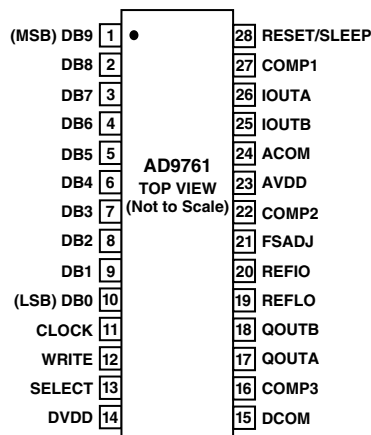 (MSB) DB9 1 28 RESET/SLEEP
DB8 2 27 COMP1
DB7 3 26 IOUTA
DB6 4 25 IOUTB
DB5 5 24 ACOM
DB4 6 23 AVDD
DB3 7 22 COMP2
DB2 8 21 FSADJ
DB1 9 20 REFIO
(LSB) DB0 10 19 REFLO
CLOCK 11 18 QOUTB
WRITE 12 17 QOUTA
SELECT 13 16 COMP3
DVDD 14 15 DCOM
AD9761
TOP VIEW
(Not to Scale)